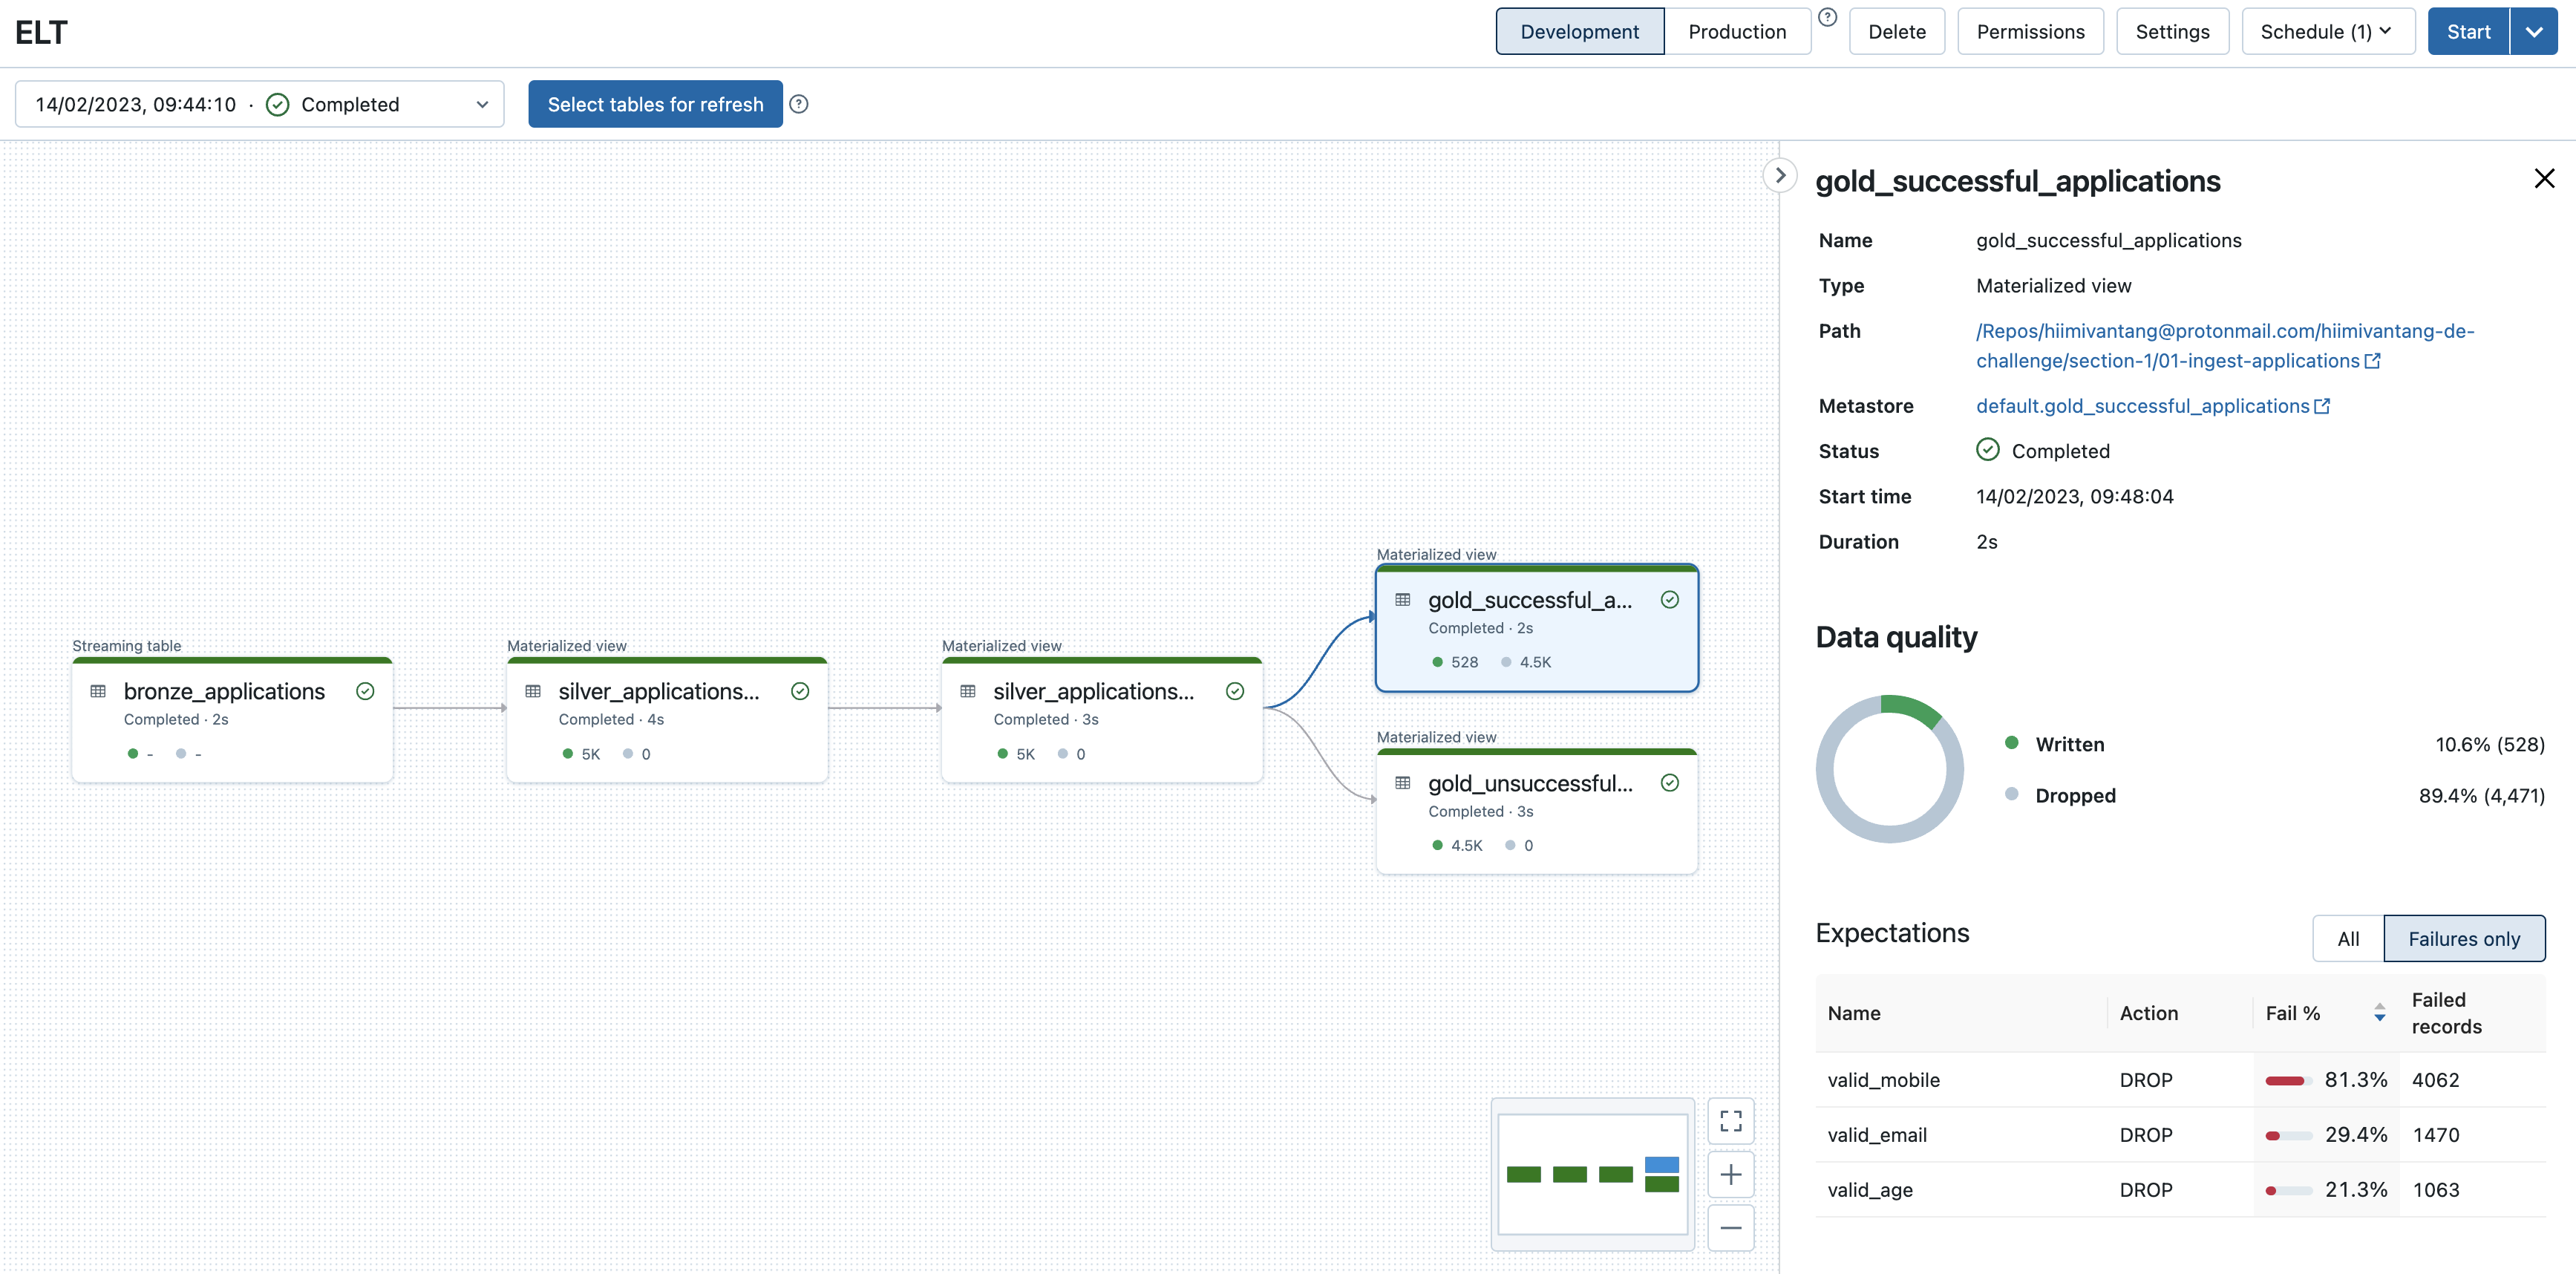 ELT
Development
Production
Delete
Permissions
Settings
Schedule (1)
Start
14/02/2023, 09:44:10 · Completed
Select tables for refresh
Streaming table
bronze_applications
Completed · 2s
- -
Materialized view
silver_applications...
Completed · 4s
5K 0
Materialized view
silver_applications...
Completed · 3s
5K 0
Materialized view
gold_successful_a...
Completed · 2s
528 4.5K
Materialized view
gold_unsuccessful...
Completed · 3s
4.5K 0
gold_successful_applications
Name gold_successful_applications
Type Materialized view
Path /Repos/hiimivantang@protonmail.com/hiimivantang-de-
challenge/section-1/01-ingest-applications
Metastore default.gold_successful_applications
Status Completed
Start time 14/02/2023, 09:48:04
Duration 2s
Data quality
Written 10.6% (528)
Dropped 89.4% (4,471)
Expectations
All
Failures only
Name Action Fail % Failed
records
valid_mobile DROP 81.3% 4062
valid_email DROP 29.4% 1470
valid_age DROP 21.3% 1063